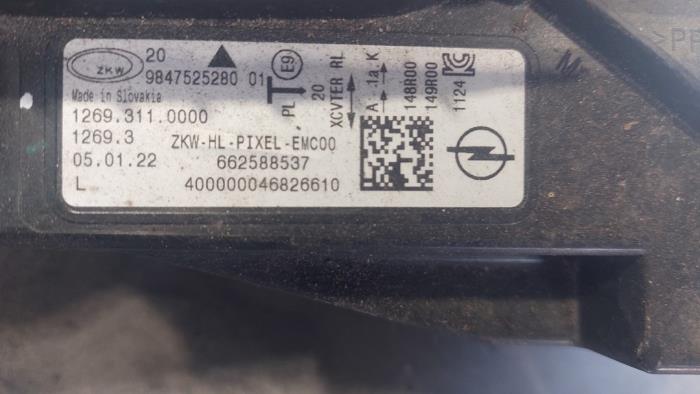 ZKW
20
9847525280 01
Made in Slovakia
1269.311.0000
1269.3 ZKW-HL-PIXEL-EMC00
05.01.22 662588537
L 400000046826610
E9
, PL T
20
XCVTER RL
A .1a K
148R00
149R00
1124
>PP